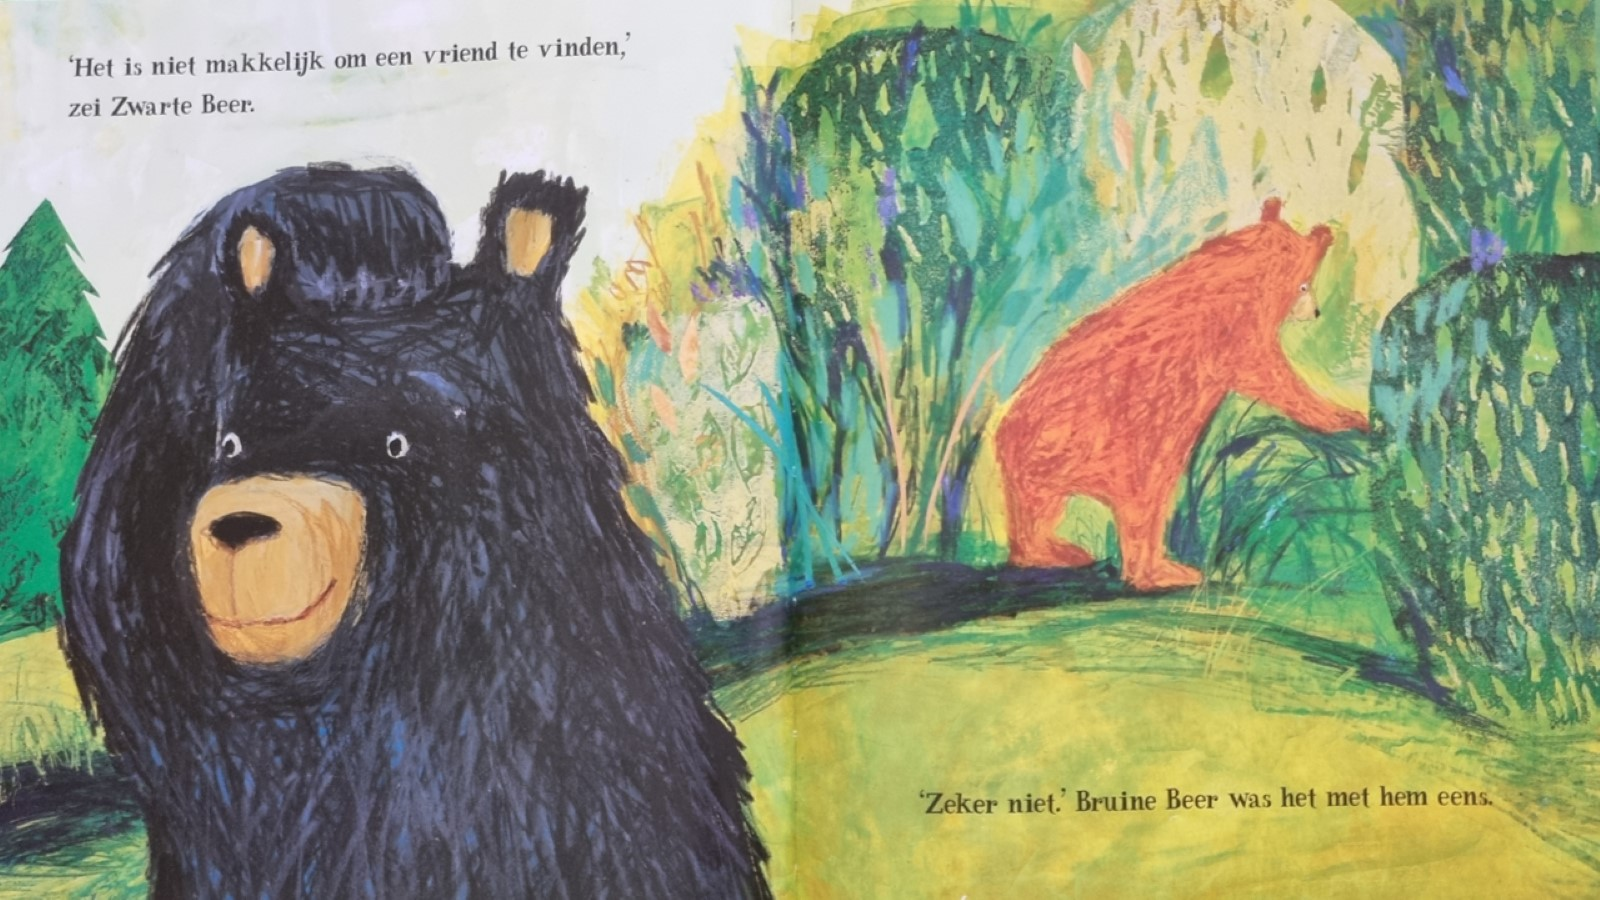 ‘Het is niet makkelijk om een vriend te vinden,’
zei Zwarte Beer.
‘Zeker niet.’ Bruine Beer was het met hem eens.